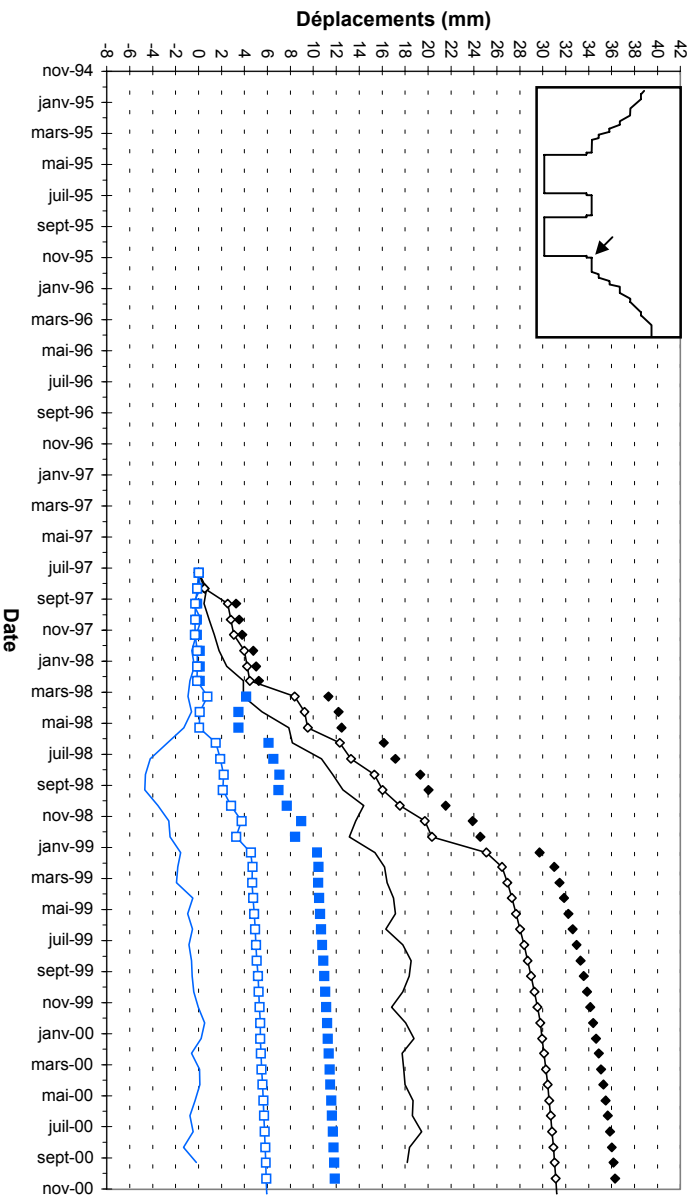 Déplacements (mm)
-8 -6 -4 -2 0 2 4 6 8 10 12 14 16 18 20 22 24 26 28 30 32 34 36 38 40 42
nov-94
janv-95
mars-95
mai-95
juil-95
sept-95
nov-95
janv-96
mars-96
mai-96
juil-96
sept-96
nov-96
janv-97
mars-97
mai-97
juil-97
sept-97
nov-97
janv-98
mars-98
mai-98
juil-98
sept-98
nov-98
janv-99
mars-99
mai-99
juil-99
sept-99
nov-99
janv-00
mars-00
mai-00
juil-00
sept-00
nov-00
Date